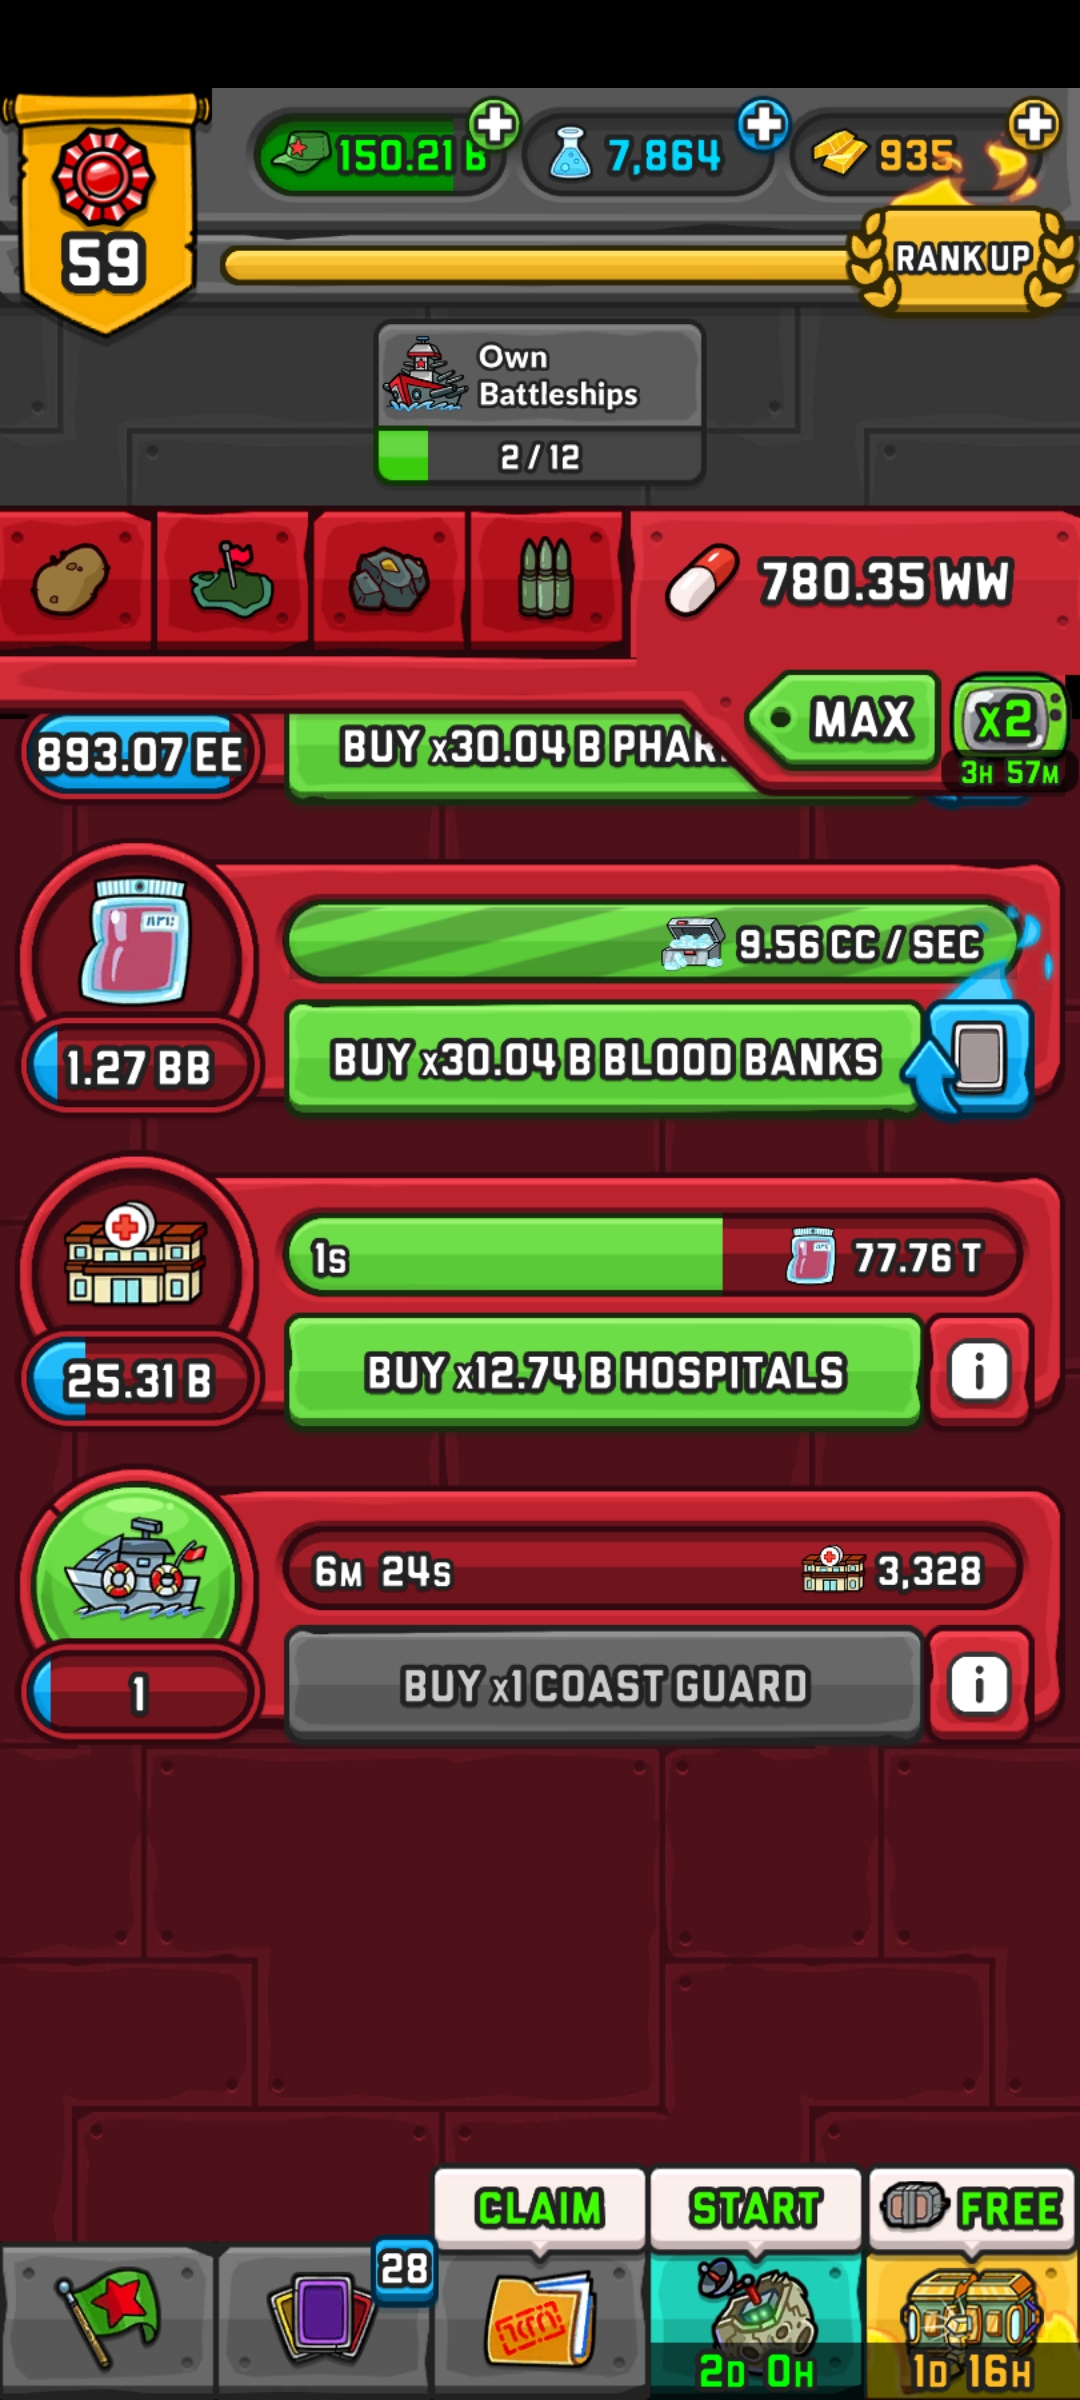 150.21 B
7,864
935
59
RANK UP
Own
Battleships
2 / 12
780.35 WW
MAX
x2
3H 57M
893.07 EE
BUY x30.04 B PHAR
9.56 CC / SEC
1.27 BB
BUY x30.04 B BLOOD BANKS
1S
77.76 T
25.31 B
BUY x12.74 B HOSPITALS
i
6M 24S
3,328
1
BUY x1 COAST GUARD
i
CLAIM
START
FREE
28
2D 0H
1D 16H